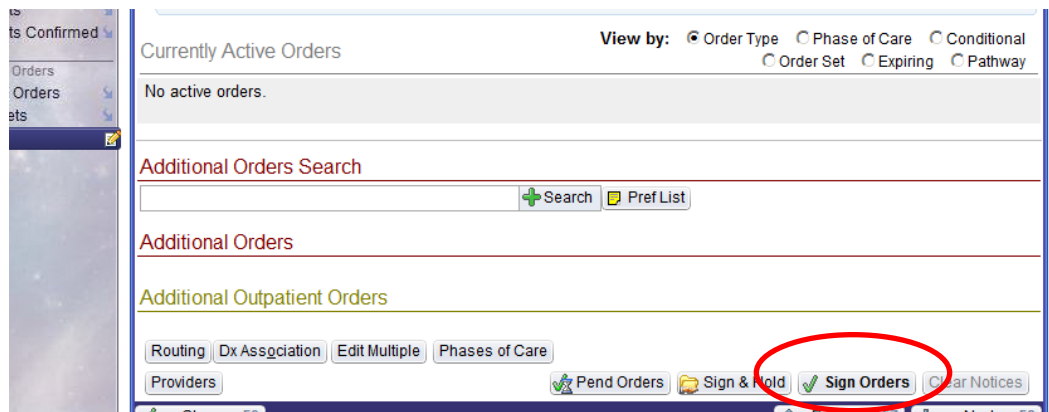 ts Confirmed
Orders
Orders
ets
Currently Active Orders
View by: Order Type Phase of Care Conditional
Order Set Expiring Pathway
No active orders.
Additional Orders Search
Search Pref List
Additional Orders
Additional Outpatient Orders
Routing Dx Association Edit Multiple Phases of Care
Providers Pend Orders Sign & Hold Sign Orders Clear Notices